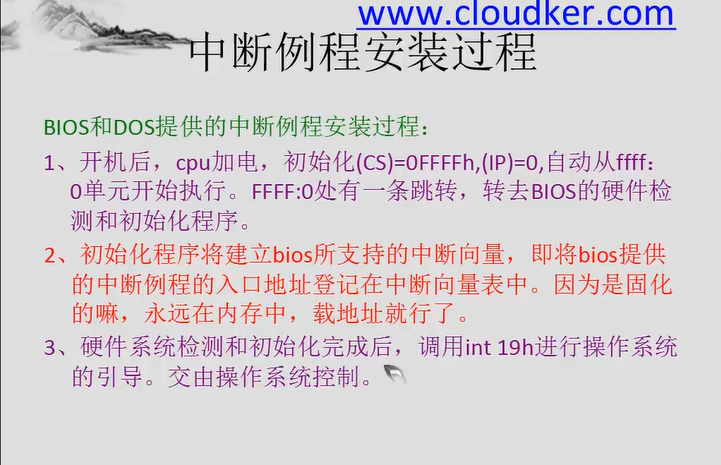 www.cloudker.com
中断例程安装过程
BIOS和DOS提供的中断例程安装过程：
1、开机后，cpu加电，初始化(CS)=0FFFFh,(IP)=0,自动从ffff：
0单元开始执行。FFFF:0处有一条跳转，转去BIOS的硬件检
测和初始化程序。
2、初始化程序将建立bios所支持的中断向量，即将bios提供
的中断例程的入口地址登记在中断向量表中。因为是固化
的嘛，永远在内存中，载地址就行了。
3、硬件系统检测和初始化完成后，调用int 19h进行操作系统
的引导。交由操作系统控制。